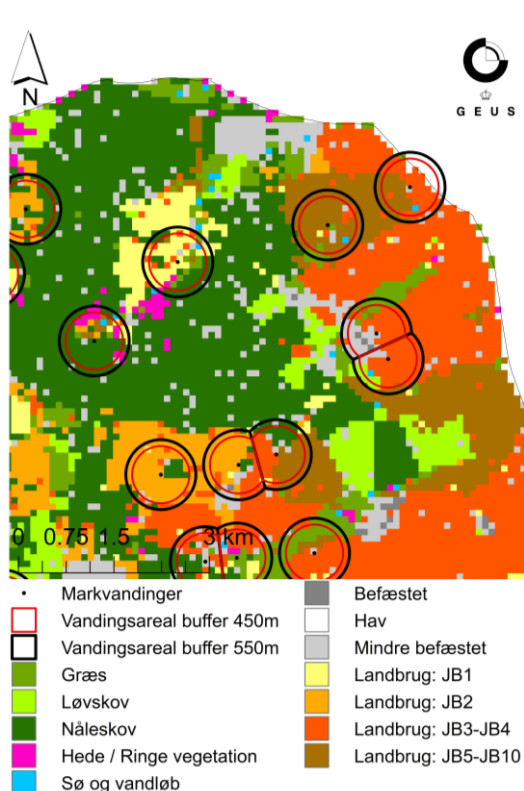 N
G E U S
0 0.75 1.5 3 km
Markvandinger
Vandingsareal buffer 450m
Vandingsareal buffer 550m
Græs
Løvskov
Nåleskov
Hede / Ringe vegetation
Sø og vandløb
Befæstet
Hav
Mindre befæstet
Landbrug: JB1
Landbrug: JB2
Landbrug: JB3-JB4
Landbrug: JB5-JB10